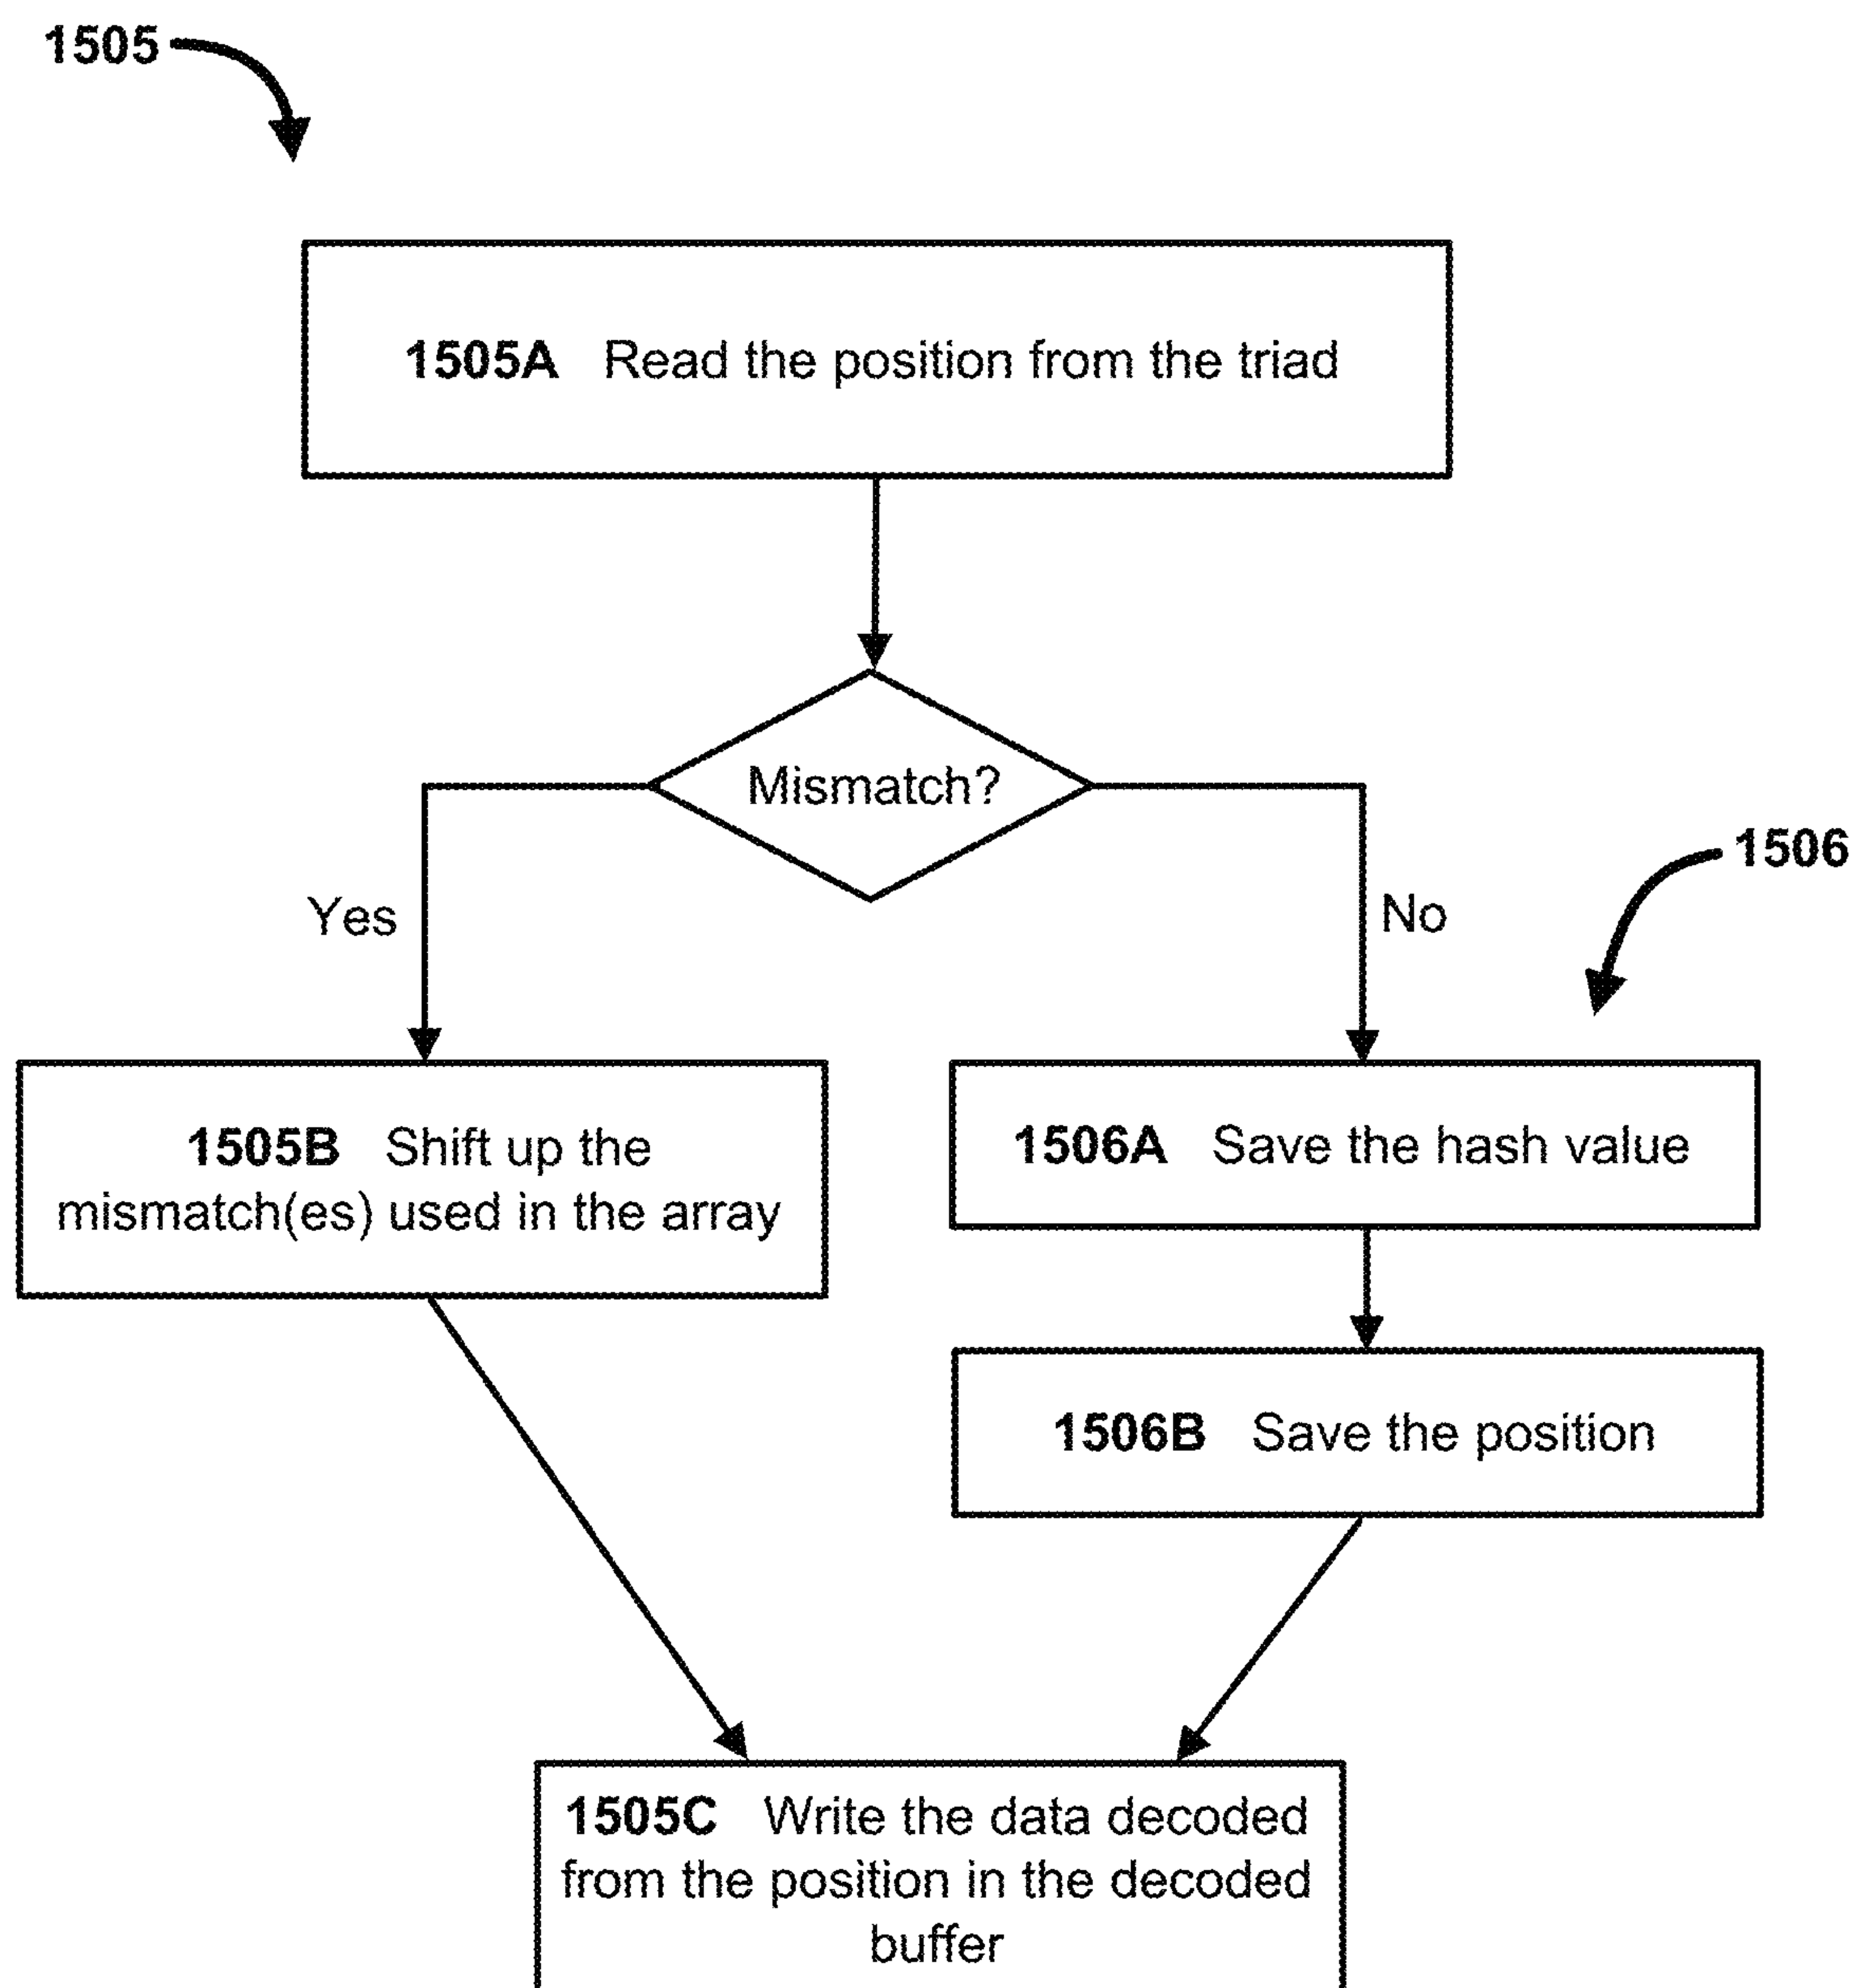 1505
1505A Read the position from the triad
Mismatch?
1506
Yes
No
1505B Shift up the
mismatch(es) used in the array
1506A Save the hash value
1506B Save the position
1505C Write the data decoded
from the position in the decoded
buffer